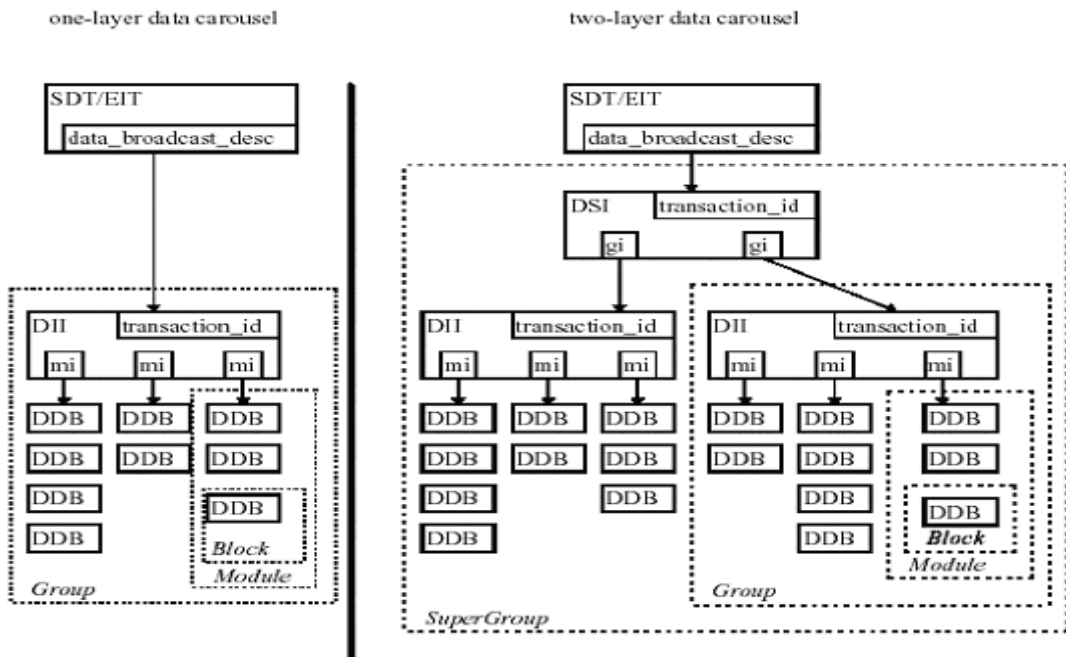 one-layer data carousel
two-layer data carousel
SDT/EIT
data_broadcast_desc
DII
transaction_id
mi mi mi
DDB DDB DDB
DDB DDB DDB
DDB DDB
DDB
Block
Module
Group
SDT/EIT
data_broadcast_desc
DSI
transaction_id
gi gi
DII
transaction_id
mi mi mi
DDB DDB DDB
DDB DDB DDB
DDB DDB
DDB
DII
transaction_id
mi mi mi
DDB DDB DDB
DDB DDB DDB
DDB DDB
DDB
Block
Module
Group
SuperGroup